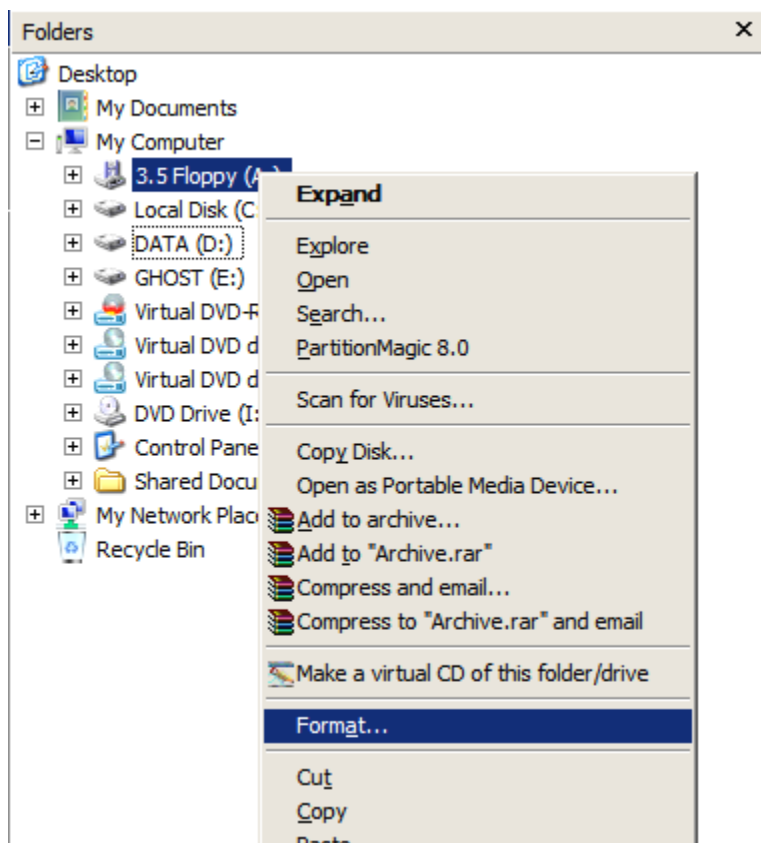 Folders
Desktop
My Documents
My Computer
3.5 Floppy (A:)
Local Disk (C
DATA (D:)
GHOST (E:)
Virtual DVD-R
Virtual DVD d
Virtual DVD d
DVD Drive (I:
Control Pane
Shared Docu
My Network Plac
Recycle Bin
Expand
Explore
Open
Search...
PartitionMagic 8.0
Scan for Viruses...
Copy Disk...
Open as Portable Media Device...
Add to archive...
Add to "Archive.rar"
Compress and email...
Compress to "Archive.rar" and email
Make a virtual CD of this folder/drive
Format...
Cut
Copy
Paste